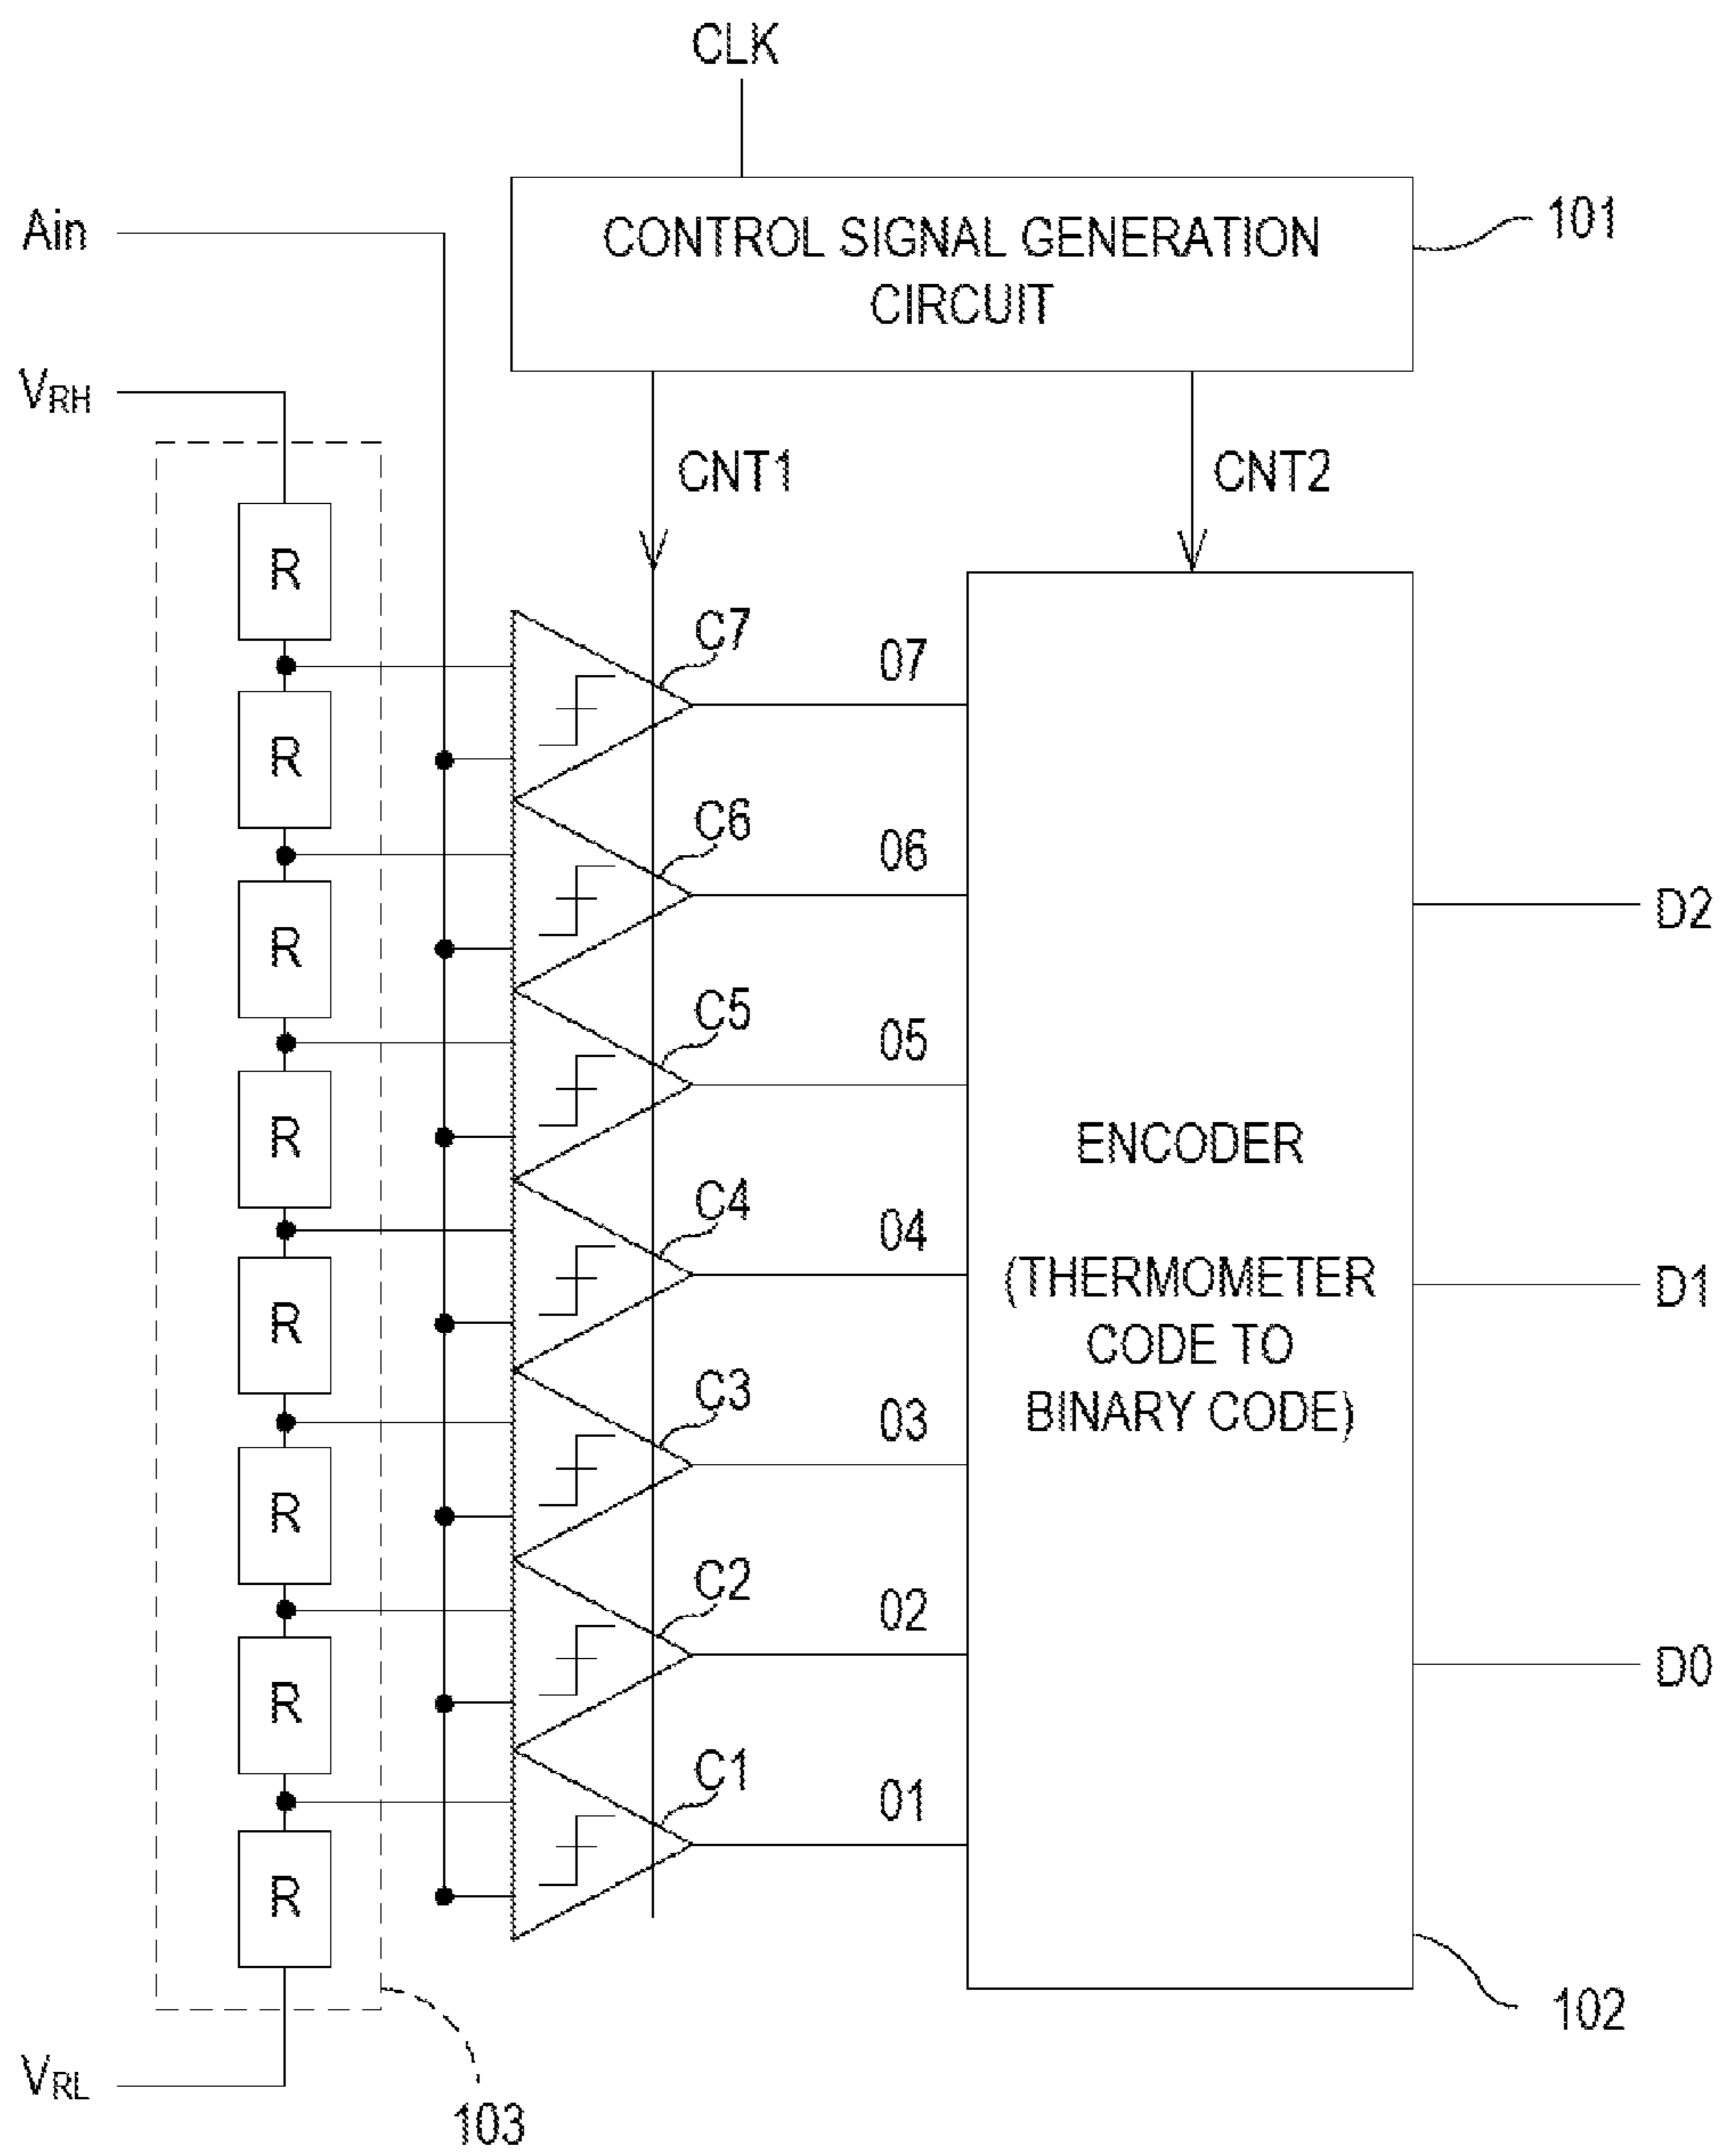 CLK
CONTROL SIGNAL GENERATION
CIRCUIT
101
Ain
VRH
CNT1
CNT2
R
R
R
R
R
R
R
R
C7
07
C6
06
C5
05
C4
04
C3
03
C2
02
C1
01
ENCODER
(THERMOMETER
CODE TO
BINARY CODE)
D2
D1
D0
102
VRL
103